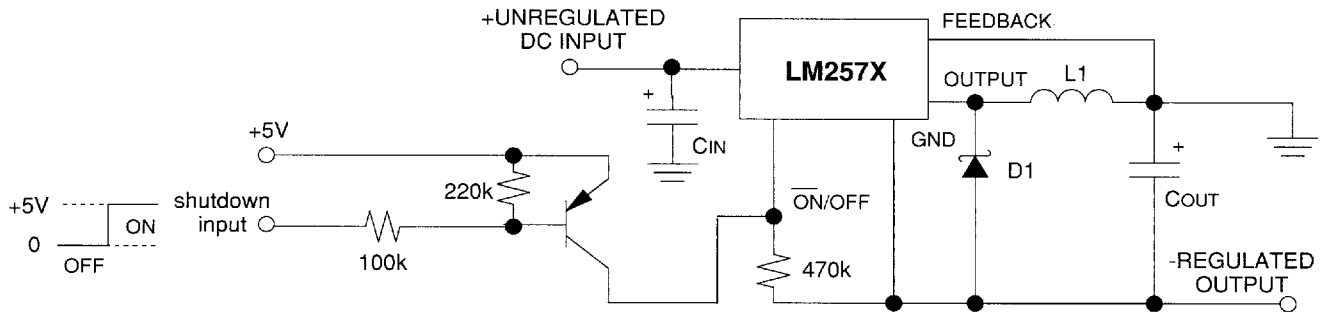 +UNREGULATED
DC INPUT
FEEDBACK
LM257X
OUTPUT
L1
+
CIN
GND
+5V
220k
D1
+
COUT
ON/OFF
+5V
ON
shutdown
input
0
OFF
100k
470k
-REGULATED
OUTPUT